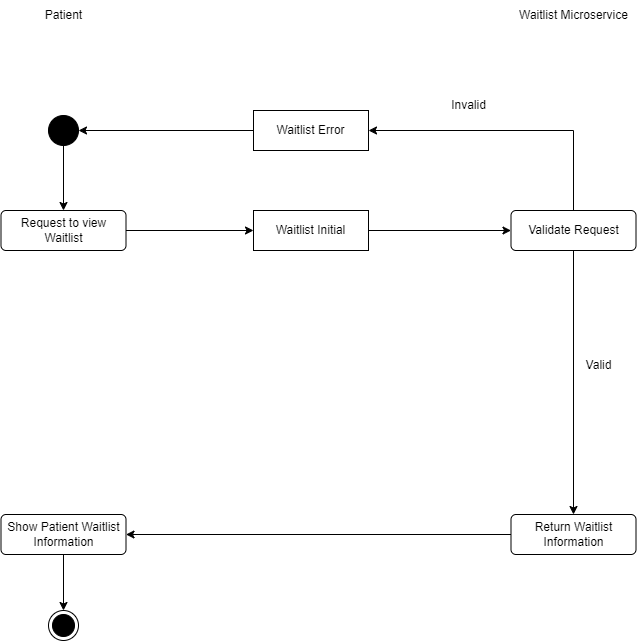 Patient
Waitlist Microservice
Invalid
Waitlist Error
Request to view
Waitlist
Waitlist Initial
Validate Request
Valid
Show Patient Waitlist
Information
Return Waitlist
Information